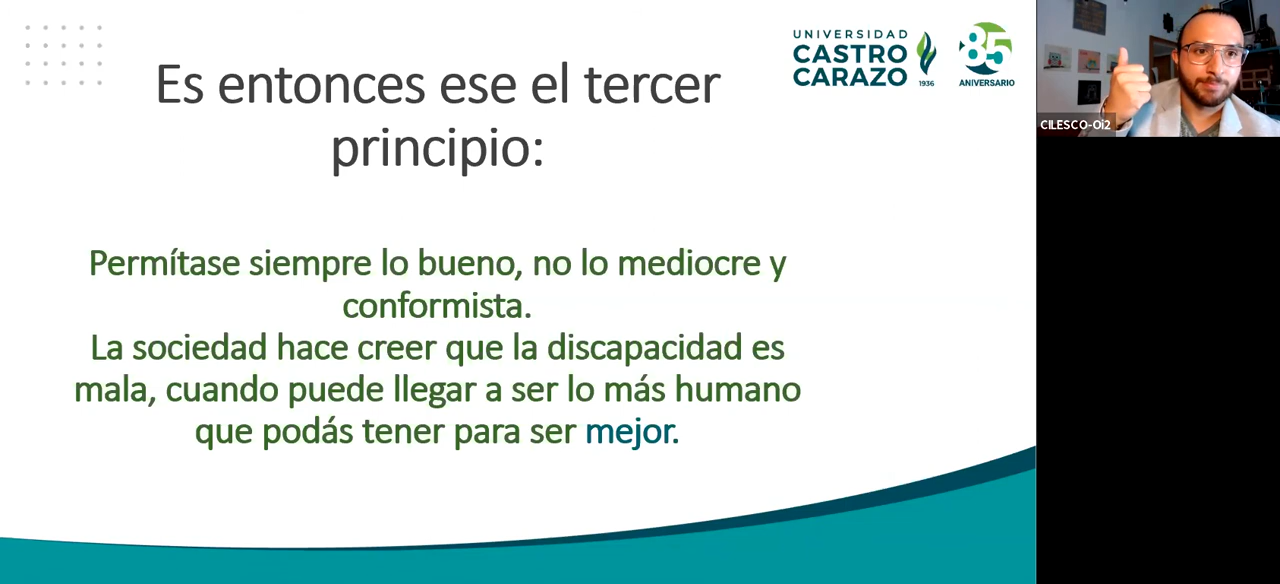 Es entonces ese el tercer
principio:
UNIVERSIDAD
CASTRO
CARAZO
1936
85
ANIVERSARIO
CILESCO-Oi2
Permítase siempre lo bueno, no lo mediocre y
conformista.
La sociedad hace creer que la discapacidad es
mala, cuando puede llegar a ser lo más humano
que podás tener para ser mejor.